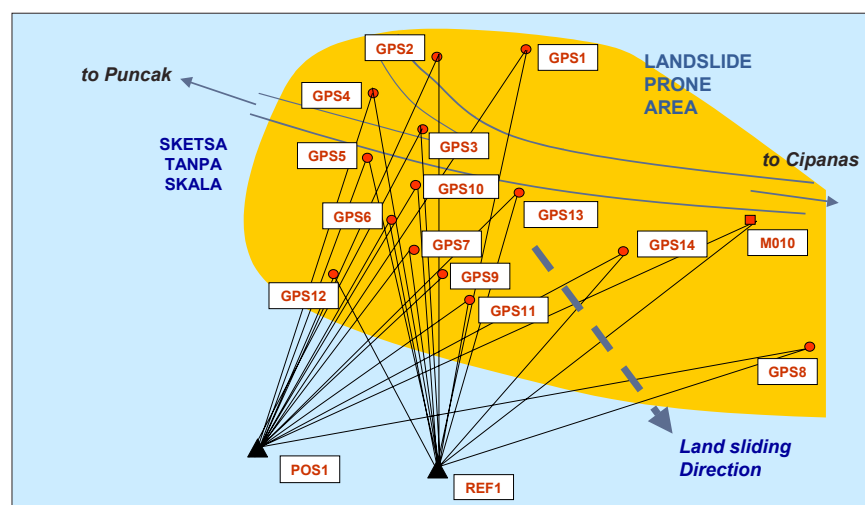 GPS2
GPS1
LANDSLIDE
PRONE
AREA
to Puncak
GPS4
SKETSA
TANPA
SKALA
GPS3
GPS5
to Cipanas
GPS10
GPS6
GPS13
GPS7
GPS14
M010
GPS9
GPS12
GPS11
GPS8
Land sliding
Direction
POS1
REF1